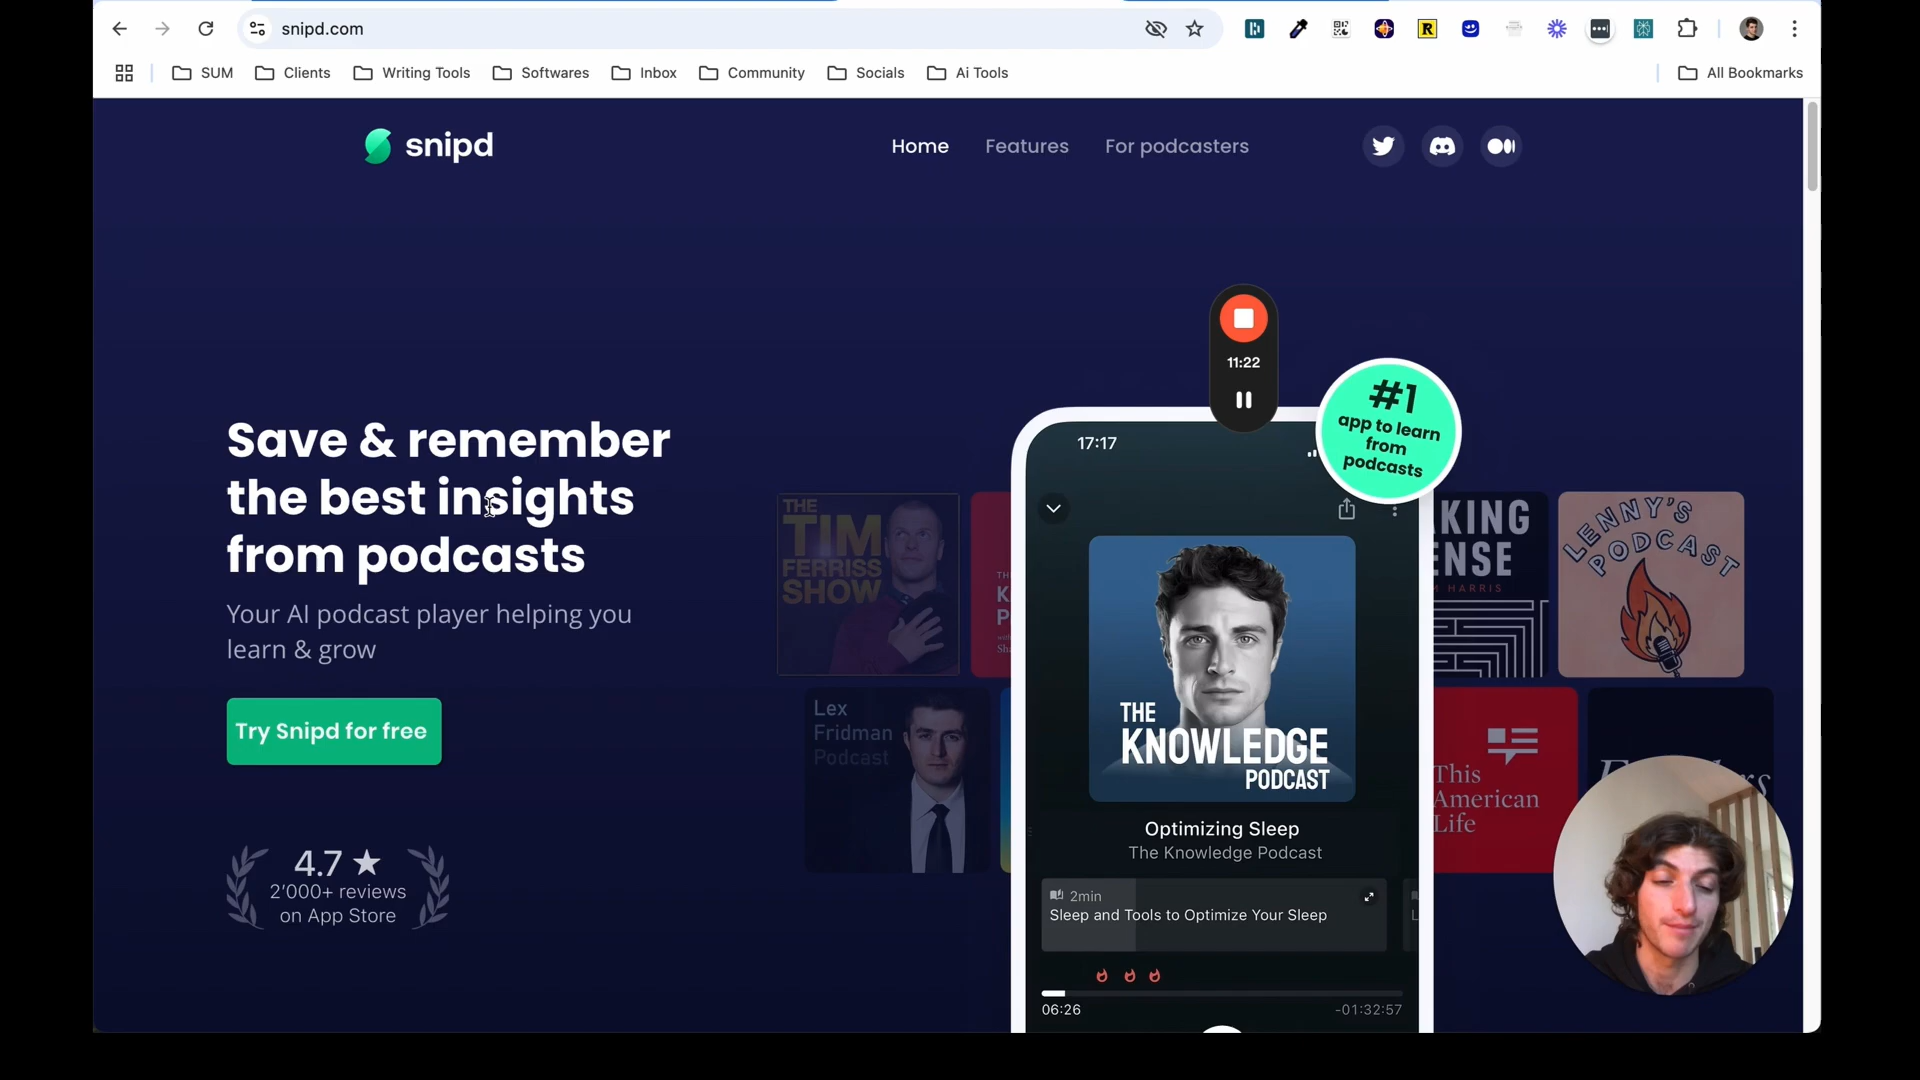 snipd.com
SUM
Clients
Writing Tools
Softwares
Inbox
Community
Socials
Ai Tools
All Bookmarks
snipd
Home
Features
For podcasters
11:22
#1
app to learn
from
podcasts
17:17
Save & remember
the best insights
from podcasts
Your AI podcast player helping you
learn & grow
Try Snipd for free
4.7 ★
2’000+ reviews
on App Store
THE
TIM
FERRISS
SHOW
Lex
Fridman
Podcast
THE
KNOWLEDGE
PODCAST
Optimizing Sleep
The Knowledge Podcast
2min
Sleep and Tools to Optimize Your Sleep
06:26
-01:32:57
AKING
ENSE
M HARRIS
LENNY'S
PODCAST
This
American
Life